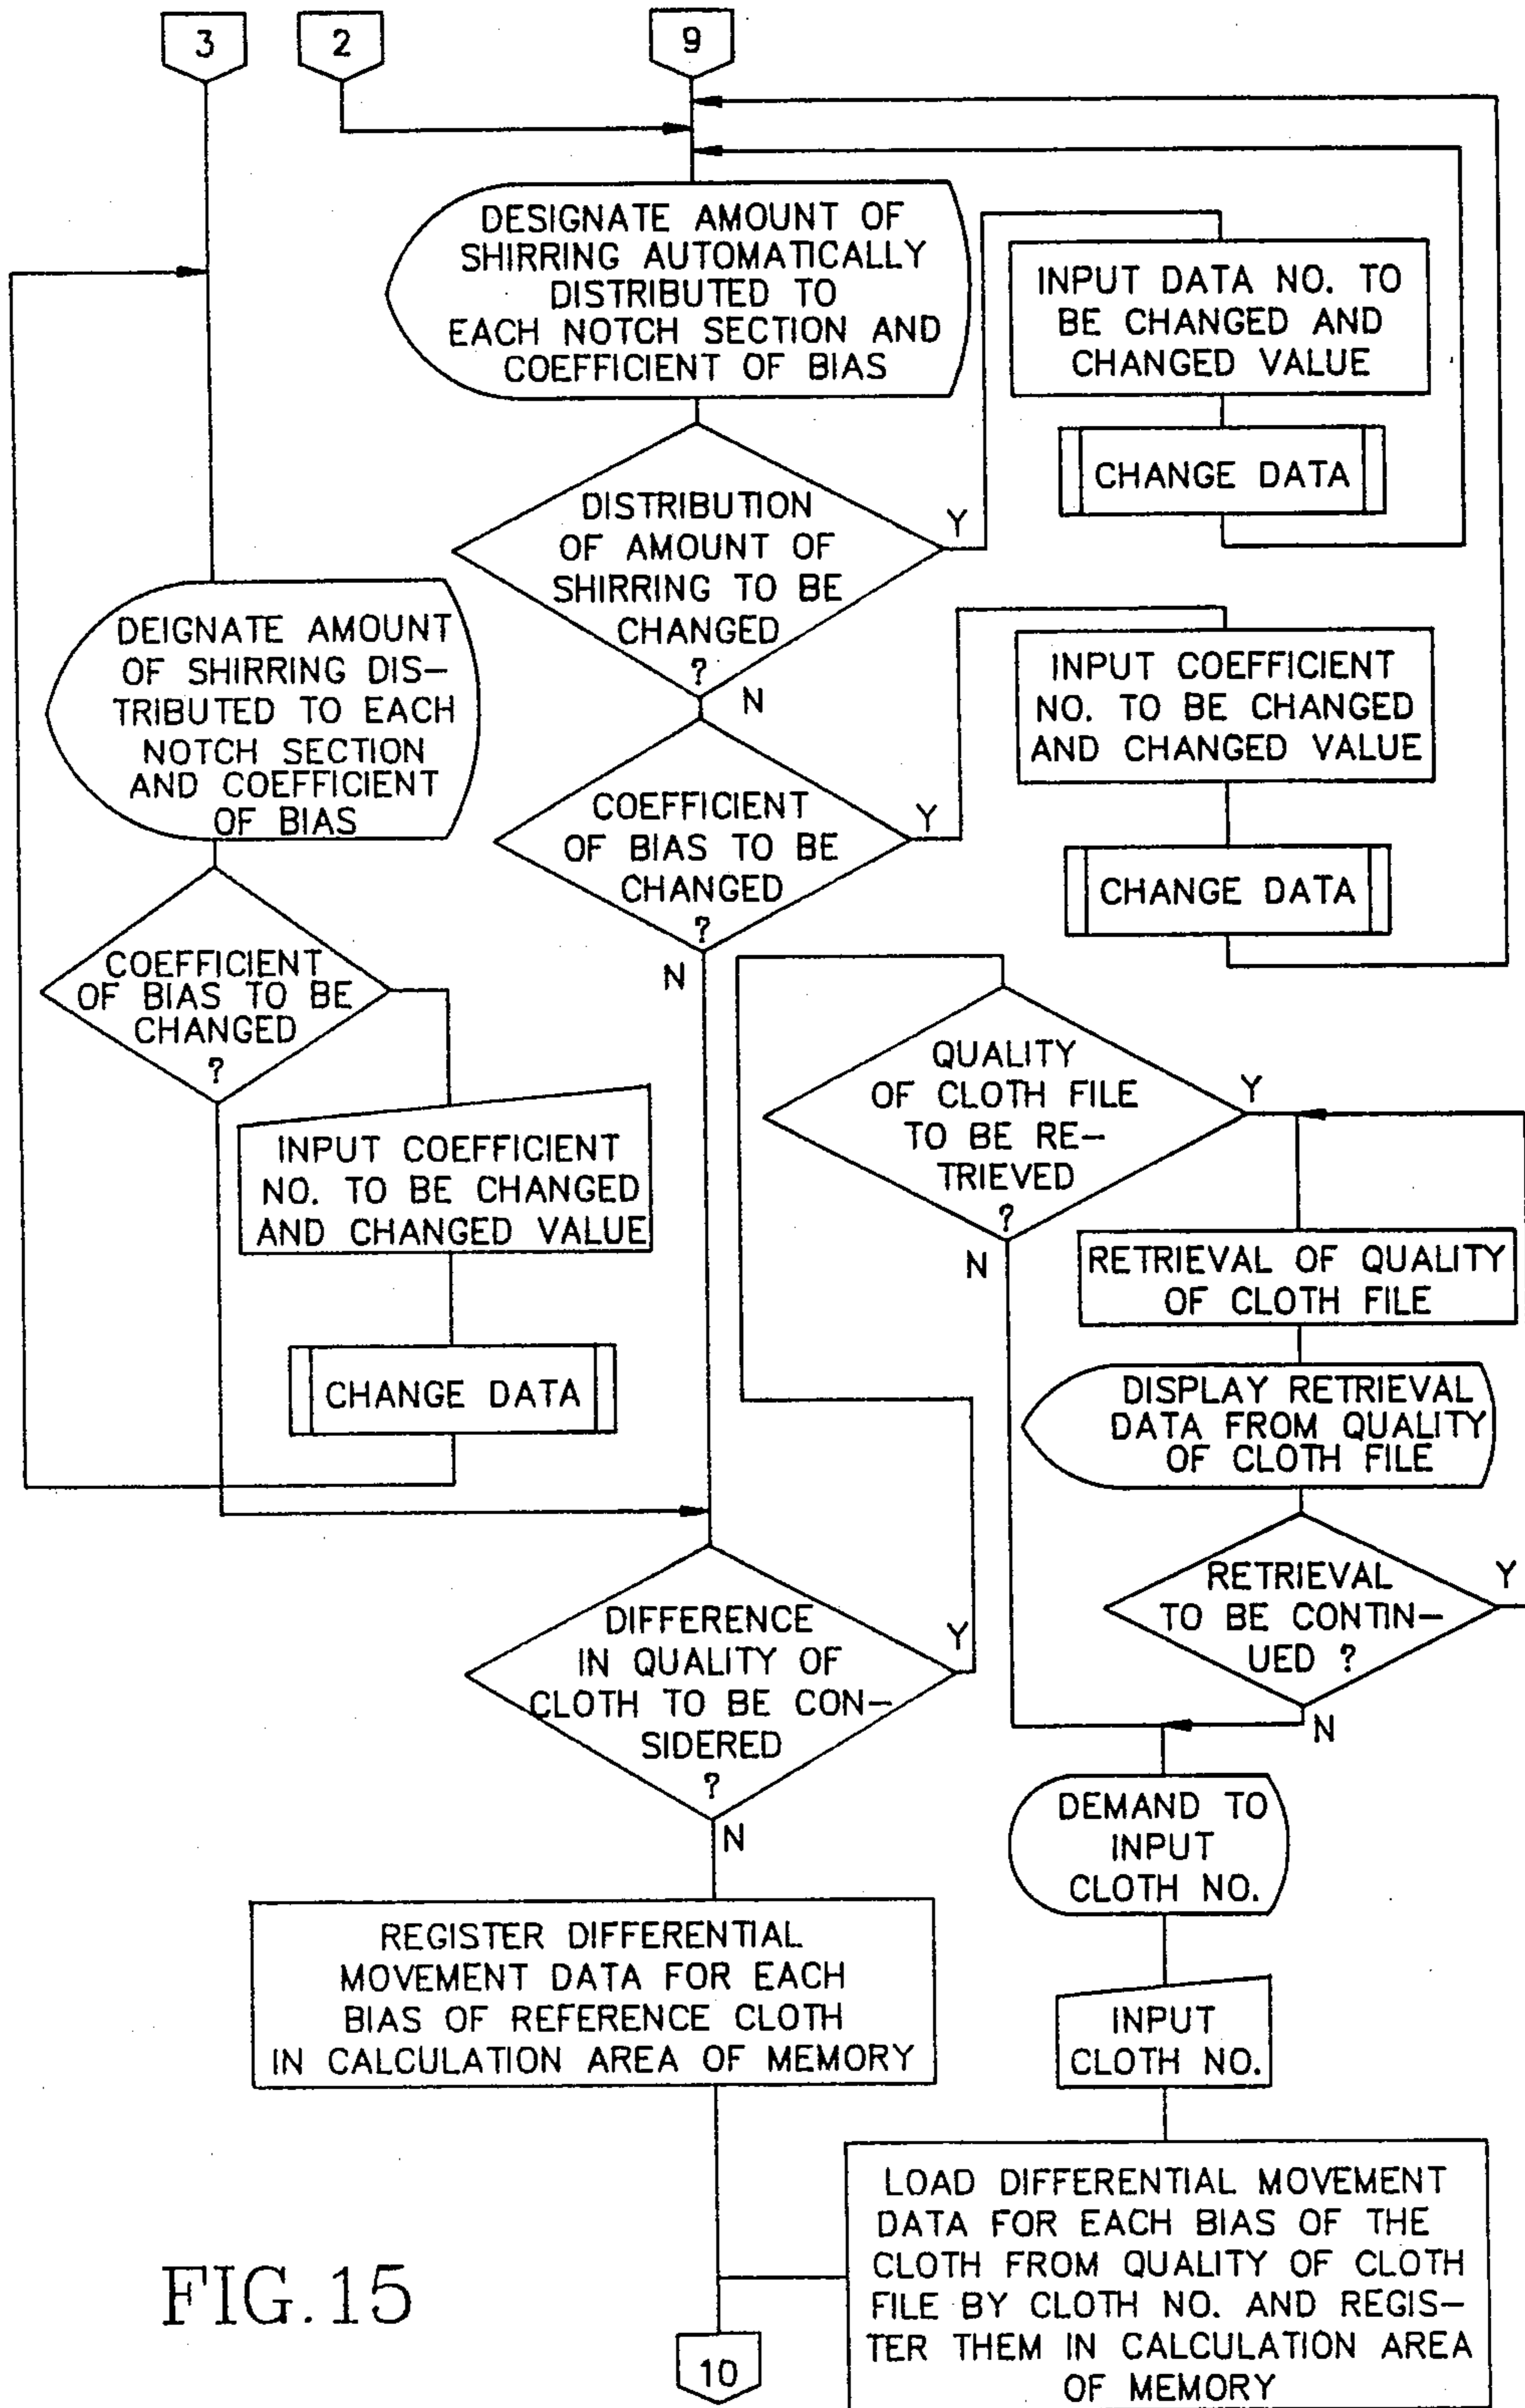 3
2
9
DESIGNATE AMOUNT OF
SHIRRING AUTOMATICALLY
DISTRIBUTED TO
EACH NOTCH SECTION AND
COEFFICIENT OF BIAS
INPUT DATA NO. TO
BE CHANGED AND
CHANGED VALUE
CHANGE DATA
DISTRIBUTION
OF AMOUNT OF
SHIRRING TO BE
CHANGED
?
Y
N
DEIGNATE AMOUNT
OF SHIRRING DIS-
TRIBUTED TO EACH
NOTCH SECTION
AND COEFFICIENT
OF BIAS
INPUT COEFFICIENT
NO. TO BE CHANGED
AND CHANGED VALUE
CHANGE DATA
COEFFICIENT
OF BIAS TO BE
CHANGED
?
Y
N
COEFFICIENT
OF BIAS TO BE
CHANGED
?
INPUT COEFFICIENT
NO. TO BE CHANGED
AND CHANGED VALUE
CHANGE DATA
QUALITY
OF CLOTH FILE
TO BE RE-
TRIEVED
?
Y
N
RETRIEVAL OF QUALITY
OF CLOTH FILE
DISPLAY RETRIEVAL
DATA FROM QUALITY
OF CLOTH FILE
RETRIEVAL
TO BE CONTIN-
UED ?
Y
N
DIFFERENCE
IN QUALITY OF
CLOTH TO BE CON-
SIDERED
?
Y
N
DEMAND TO
INPUT
CLOTH NO.
INPUT
CLOTH NO.
REGISTER DIFFERENTIAL
MOVEMENT DATA FOR EACH
BIAS OF REFERENCE CLOTH
IN CALCULATION AREA OF MEMORY
LOAD DIFFERENTIAL MOVEMENT
DATA FOR EACH BIAS OF THE
CLOTH FROM QUALITY OF CLOTH
FILE BY CLOTH NO. AND REGIS-
TER THEM IN CALCULATION AREA
OF MEMORY
10
FIG.15